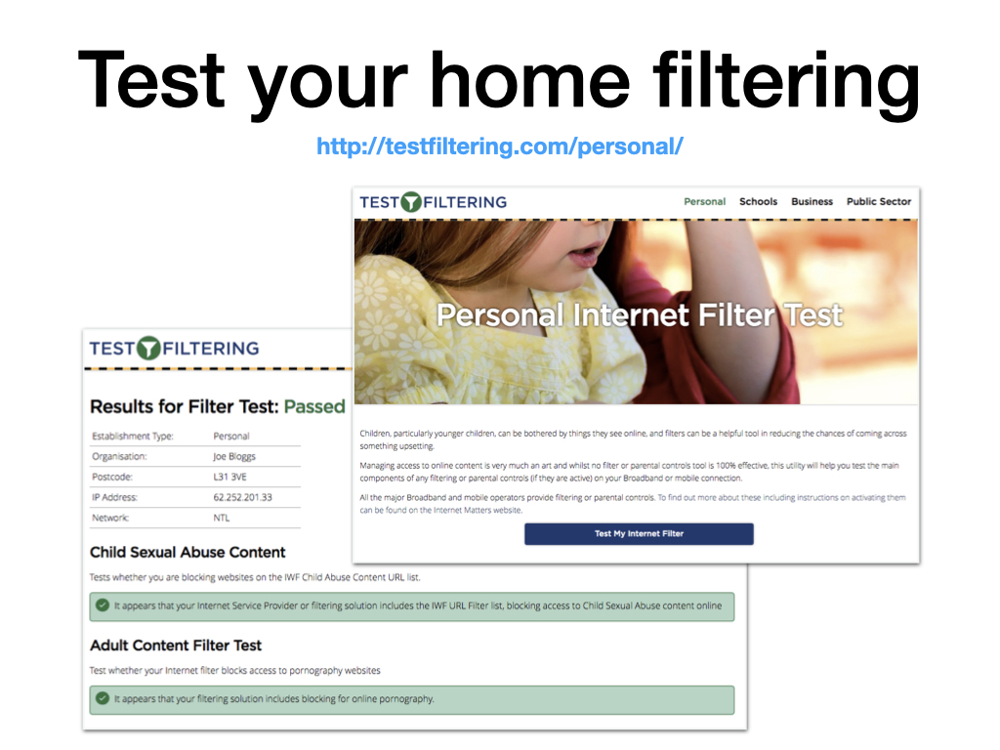 Test your home filtering
http://testfiltering.com/personal/
TEST FILTERING
Personal Schools Business Public Sector
Personal Internet Filter Test
Children, particularly younger children, can be bothered by things they see online, and filters can be a helpful tool in reducing the chances of coming across
something upsetting.
Managing access to online content is very much an art and whilst no filter or parental controls tool is 100% effective, this utility will help you test the main
components of any filtering or parental controls (if they are active) on your Broadband or mobile connection.
All the major Broadband and mobile operators provide filtering or parental controls. To find out more about these including instructions on activating them
can be found on the Internet Matters website.
Test My Internet Filter
TEST FILTERING
Results for Filter Test: Passed
Establishment Type: Personal
Organisation: Joe Bloggs
Postcode: L31 3VE
IP Address: 62.252.201.33
Network: NTL
Child Sexual Abuse Content
Tests whether you are blocking websites on the IWF Child Abuse Content URL list.
It appears that your Internet Service Provider or filtering solution includes the IWF URL Filter list, blocking access to Child Sexual Abuse content online
Adult Content Filter Test
Test whether your Internet filter blocks access to pornography websites
It appears that your filtering solution includes blocking for online pornography.